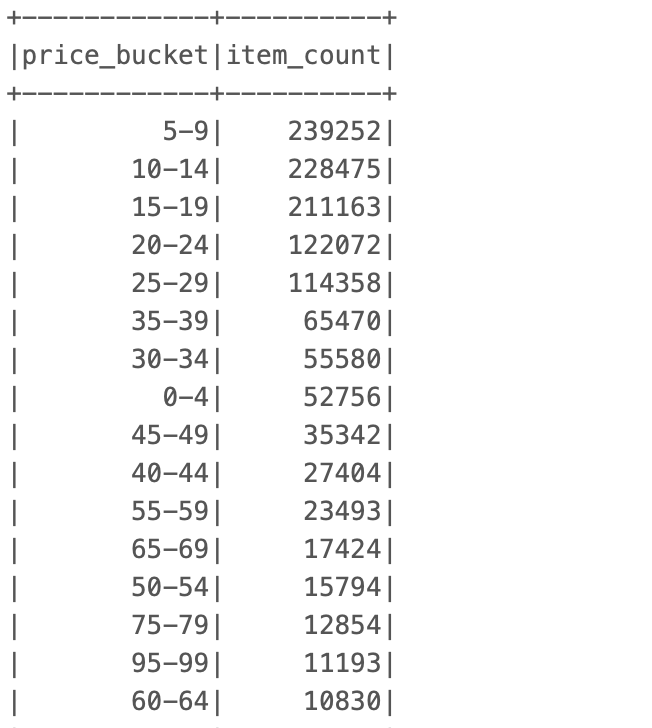 +------------+----------+
|price_bucket|item_count|
+------------+----------+
|         5-9|    239252|
|       10-14|    228475|
|       15-19|    211163|
|       20-24|    122072|
|       25-29|    114358|
|       35-39|     65470|
|       30-34|     55580|
|         0-4|     52756|
|       45-49|     35342|
|       40-44|     27404|
|       55-59|     23493|
|       65-69|     17424|
|       50-54|     15794|
|       75-79|     12854|
|       95-99|     11193|
|       60-64|     10830|